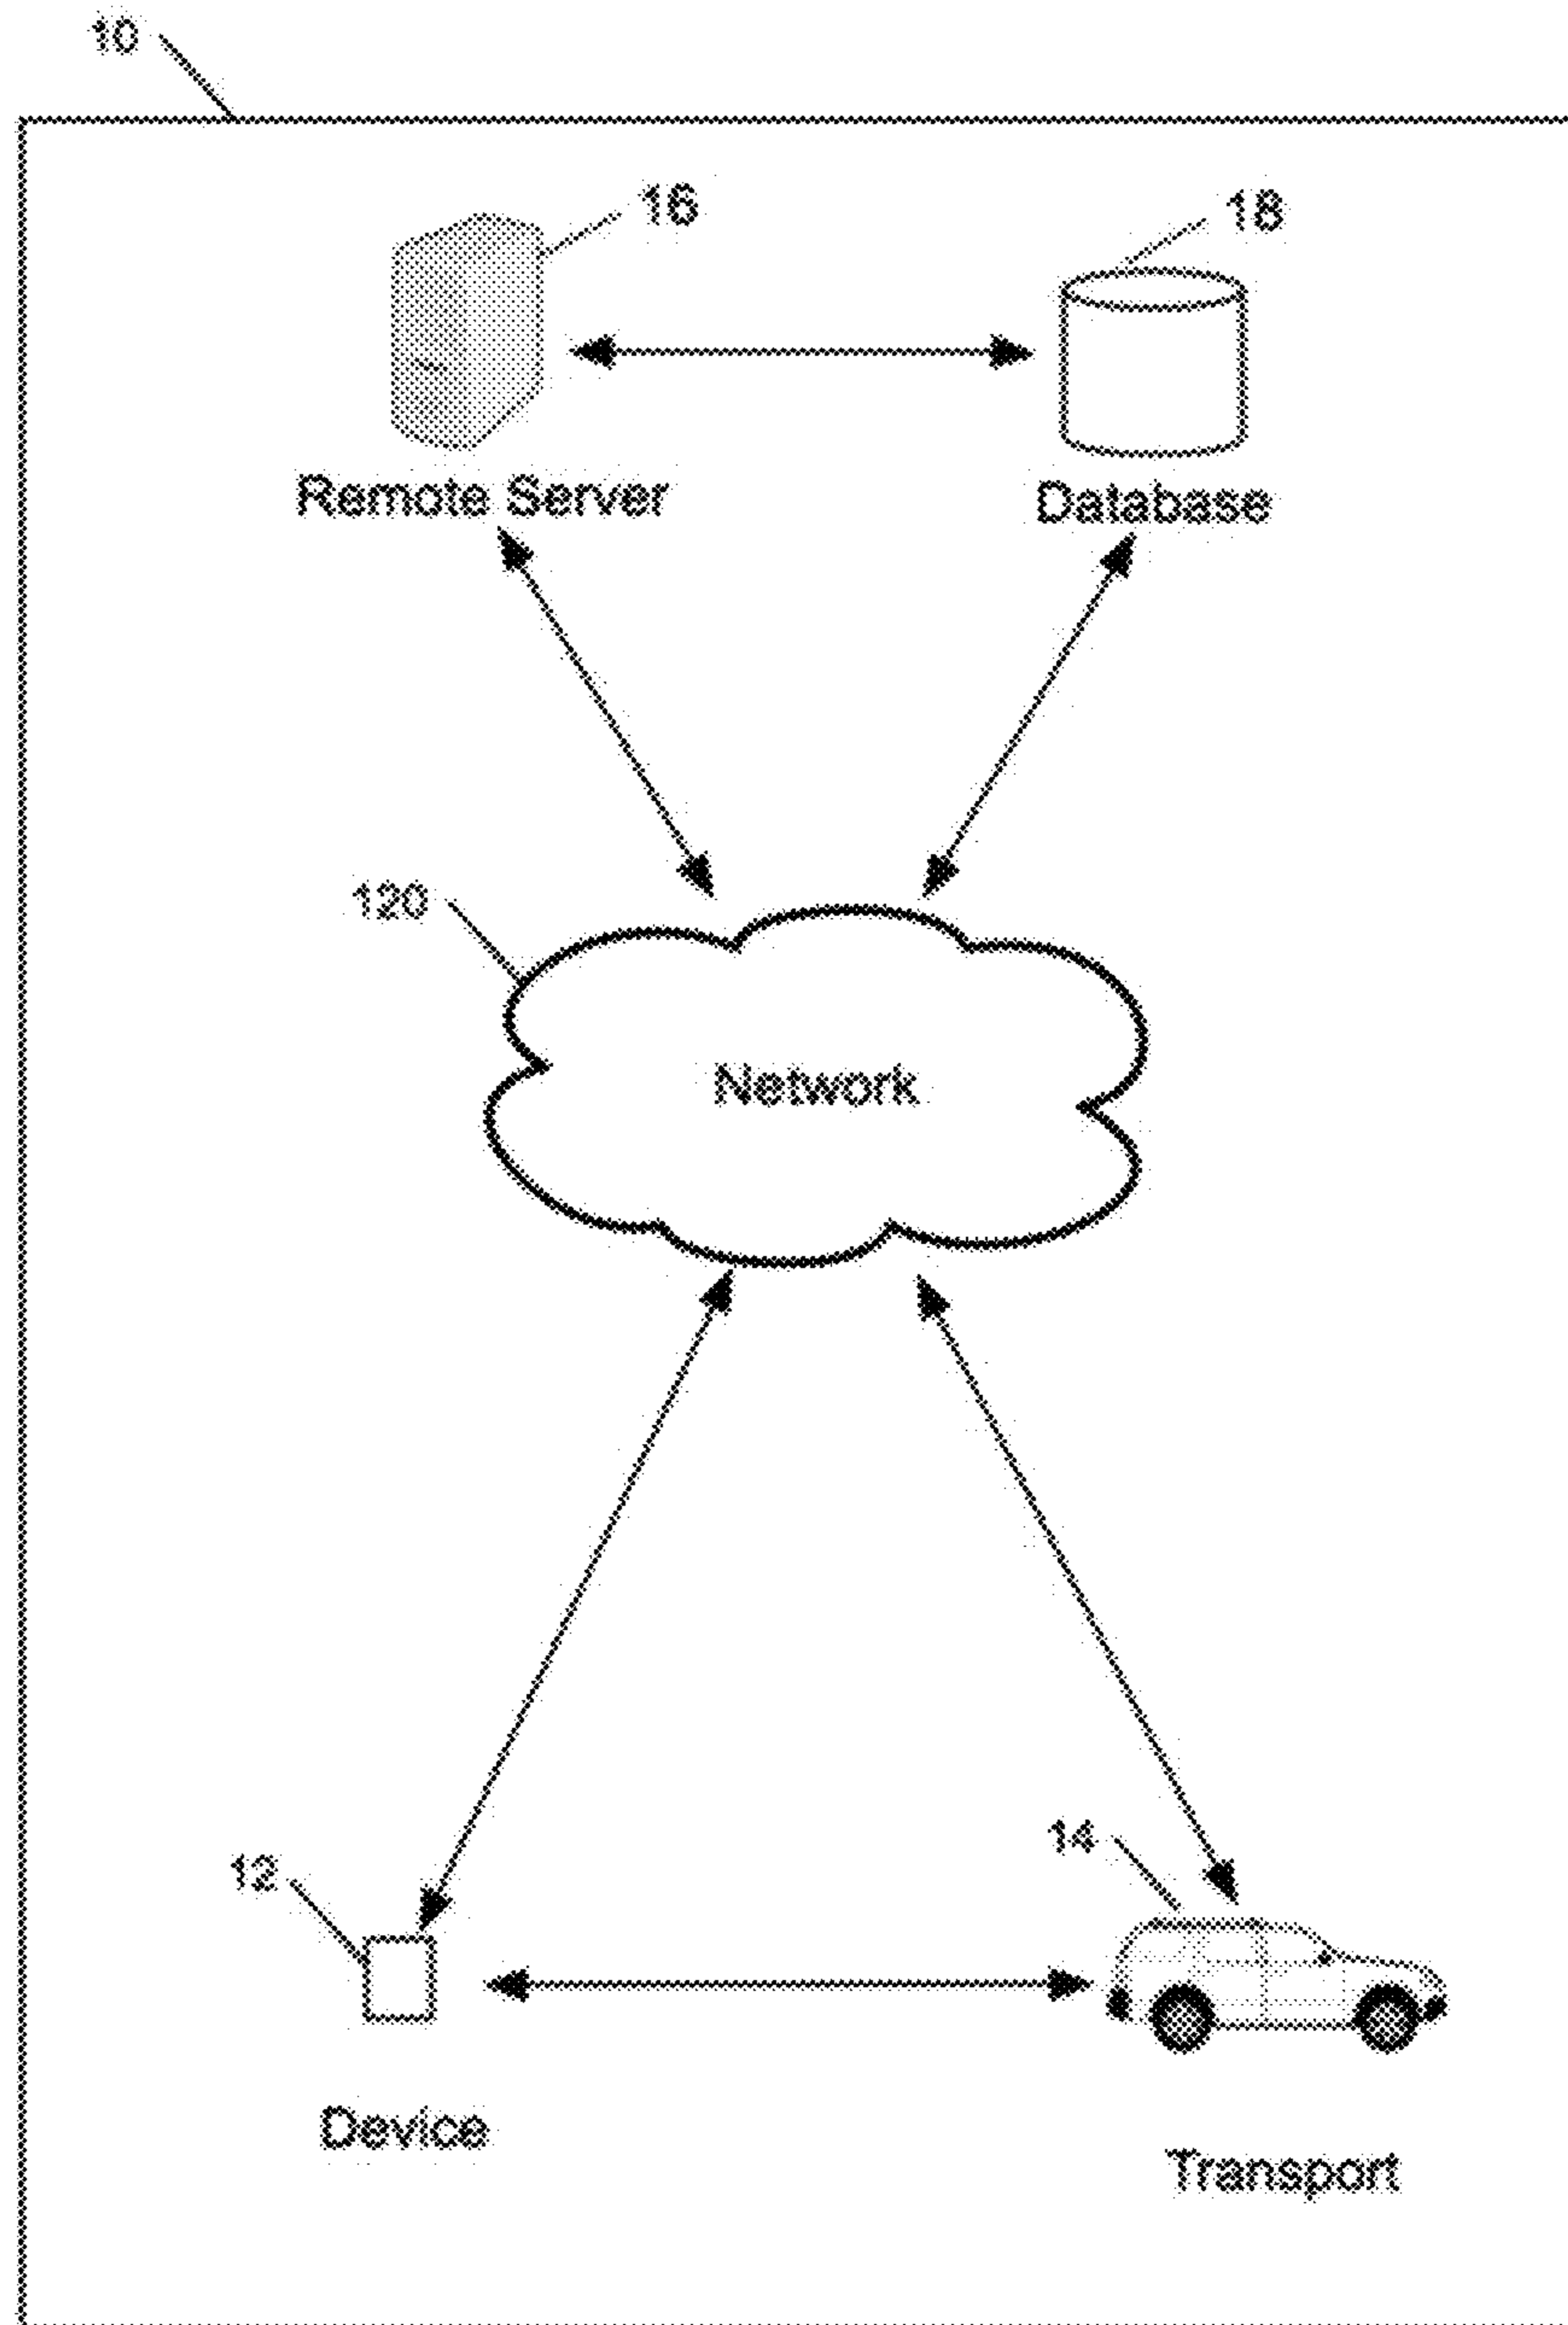 10
16
18
Remote Server
Database
120
Network
14
12
Device
Transport